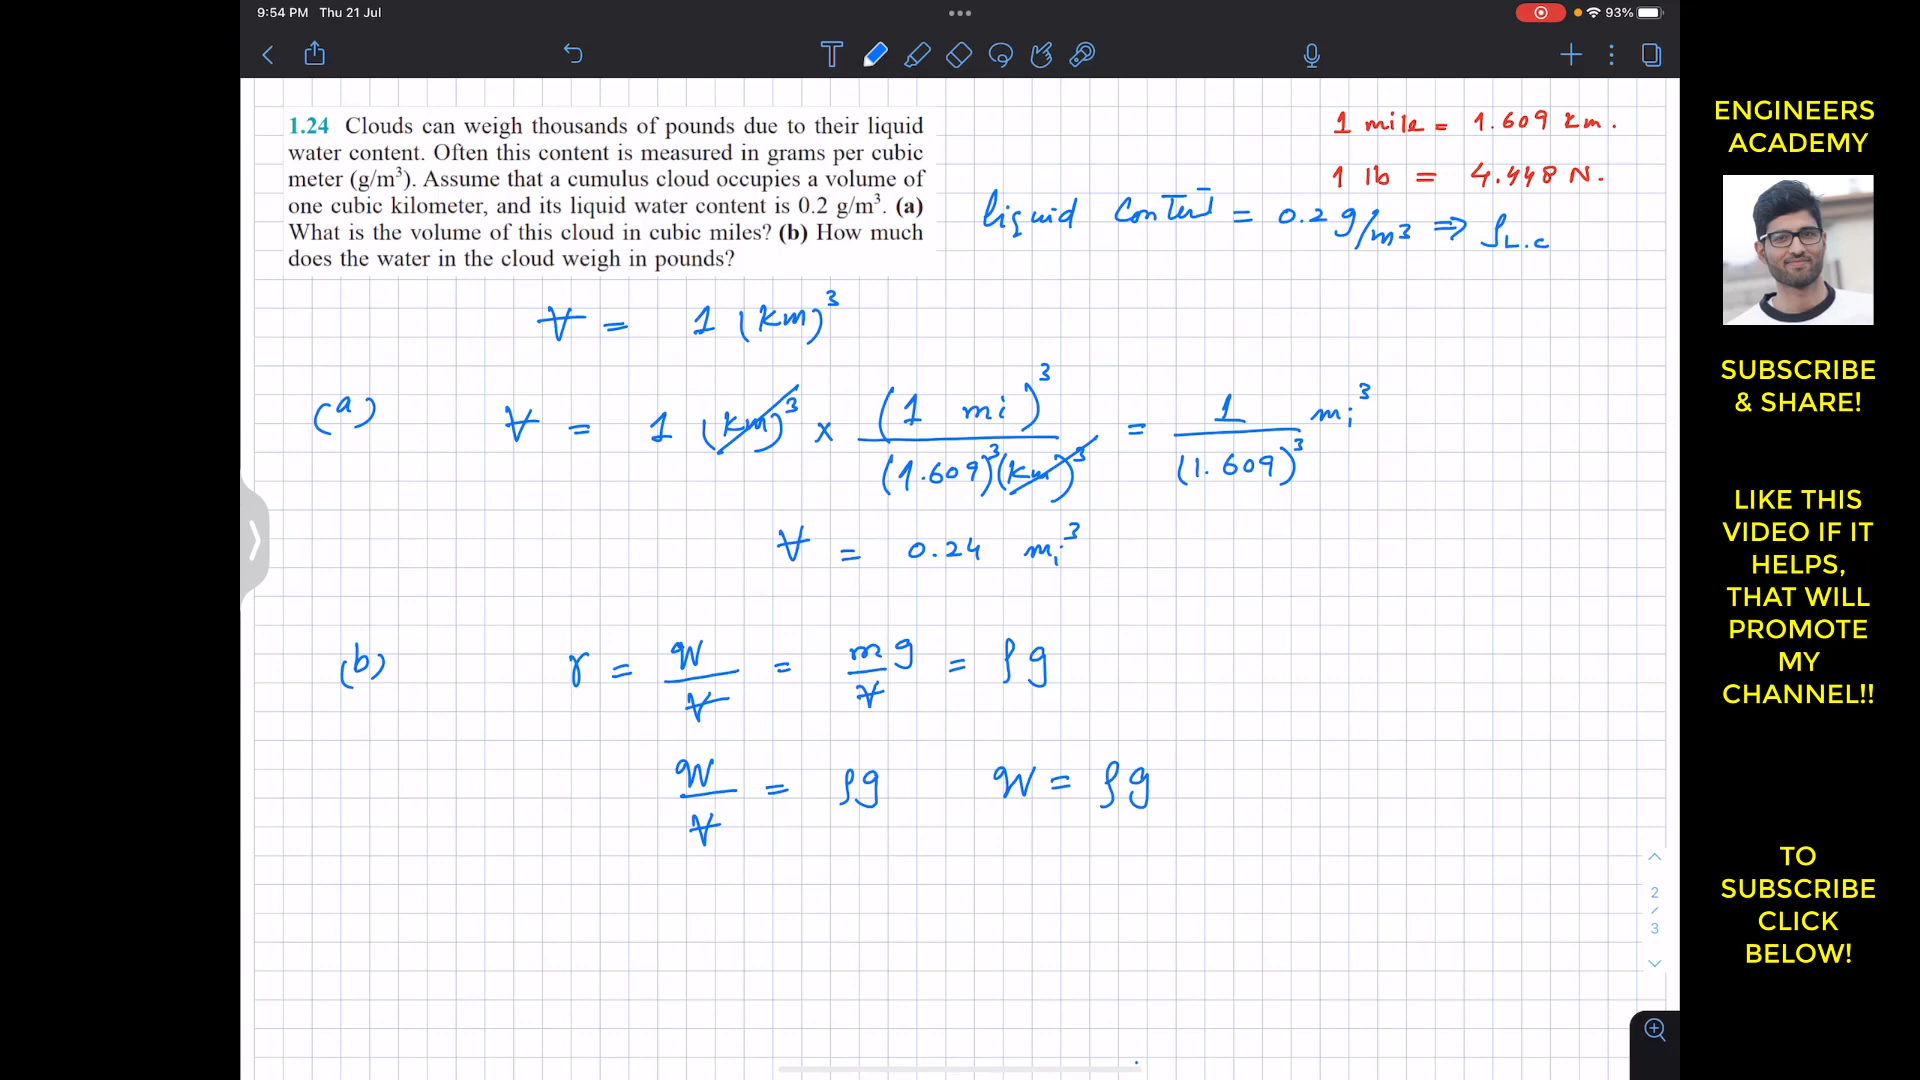 9:54 PM Thu 21 Jul
93%
1.24 Clouds can weigh thousands of pounds due to their liquid
water content. Often this content is measured in grams per cubic
meter (g/m³). Assume that a cumulus cloud occupies a volume of
one cubic kilometer, and its liquid water content is 0.2 g/m³. (a)
What is the volume of this cloud in cubic miles? (b) How much
does the water in the cloud weigh in pounds?
1 mile = 1.609 km.
1 lb = 4.448 N.
liquid content = 0.2 g/m³ ⇒ ρL.c
V = 1 (km)³
(a) V = 1 (km)³ × (1 mi)³ / (1.609)³(km)³ = 1 / (1.609)³ mi³
V = 0.24 mi³
(b) γ = W/V = m/V g = ρg
W/V = ρg W = ρg
2
/
3
ENGINEERS
ACADEMY
SUBSCRIBE
& SHARE!
LIKE THIS
VIDEO IF IT
HELPS,
THAT WILL
PROMOTE
MY
CHANNEL!!
TO
SUBSCRIBE
CLICK
BELOW!